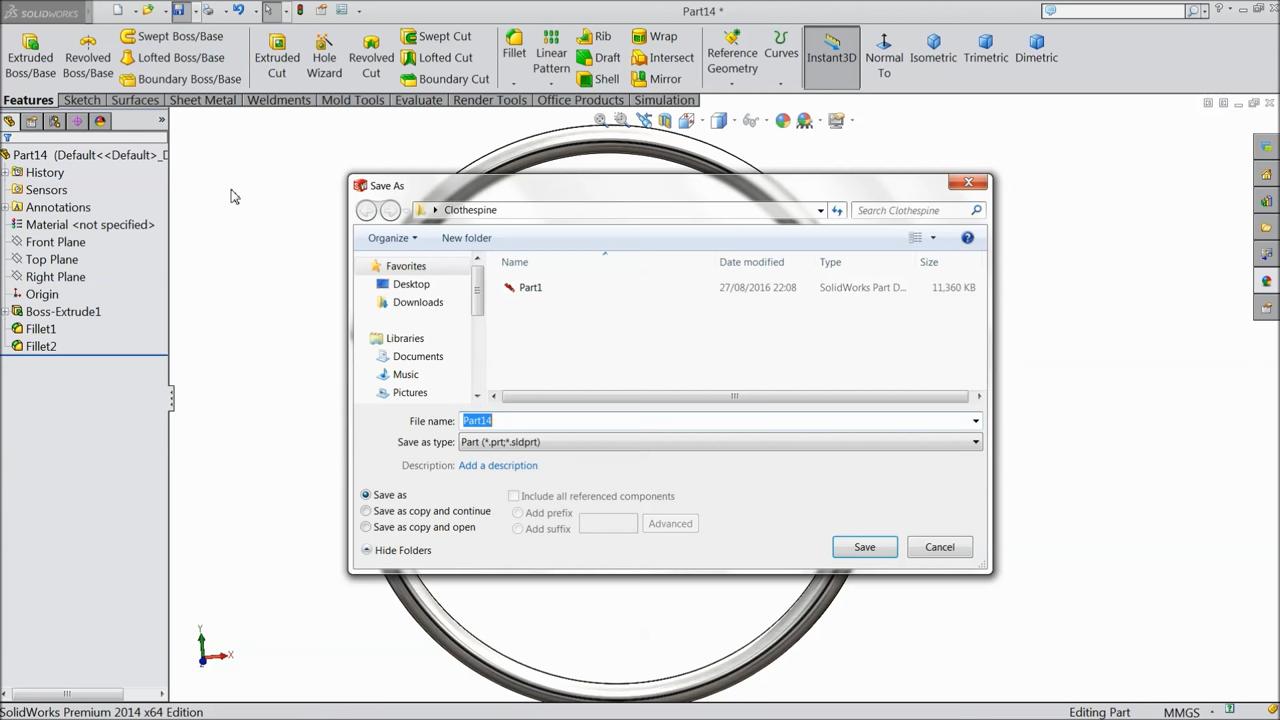 SOLIDWORKS
Part14 *
Extruded Boss/Base
Revolved Boss/Base
Swept Boss/Base
Lofted Boss/Base
Boundary Boss/Base
Extruded Cut
Hole Wizard
Revolved Cut
Swept Cut
Lofted Cut
Boundary Cut
Fillet
Linear Pattern
Rib
Draft
Shell
Wrap
Intersect
Mirror
Reference Geometry
Curves
Instant3D
Normal To
Isometric
Trimetric
Dimetric
Features Sketch Surfaces Sheet Metal Weldments Mold Tools Evaluate Render Tools Office Products Simulation
Part14 (Default<<Default>_D
History
Sensors
Annotations
Material <not specified>
Front Plane
Top Plane
Right Plane
Origin
Boss-Extrude1
Fillet1
Fillet2
Save As
Clothespine
Search Clothespine
Organize New folder
Favorites
Desktop
Downloads
Libraries
Documents
Music
Pictures
Name Date modified Type Size
Part1 27/08/2016 22:08 SolidWorks Part D... 11,360 KB
File name: Part14
Save as type: Part (*.prt;*.sldprt)
Description: Add a description
Save as
Save as copy and continue
Save as copy and open
Include all referenced components
Add prefix
Add suffix
Advanced
Hide Folders
Save Cancel
Y
X
Z
SolidWorks Premium 2014 x64 Edition
Editing Part MMGS